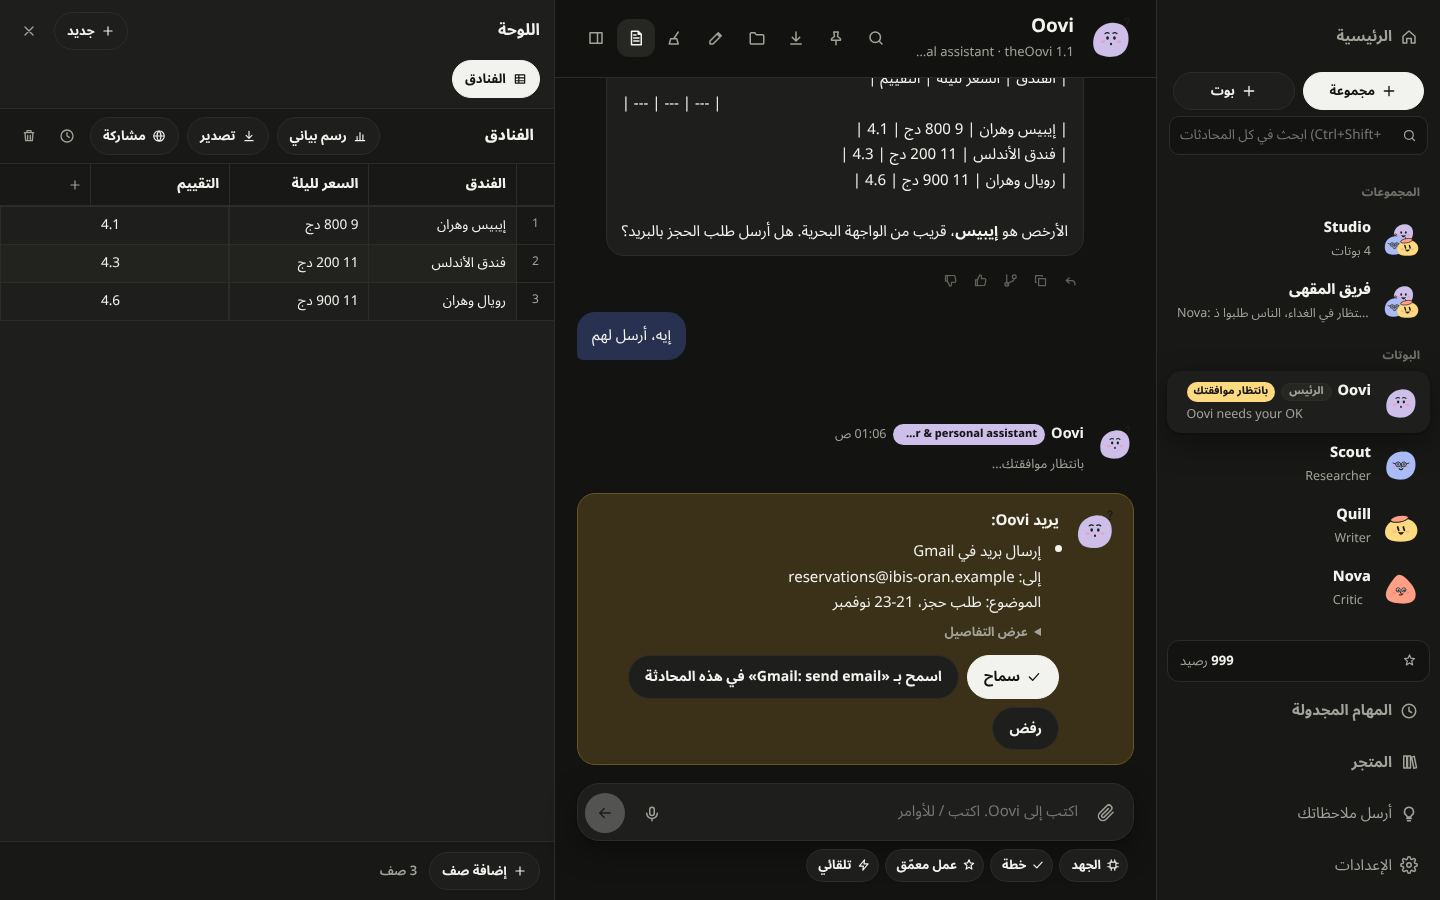 الرئيسية
مجموعة
بوت
ابحث في كل المحادثات (Ctrl+Shift+
المجموعات
Studio
4 بوتات
فريق المقهى
Nova: تنظار في الغداء، الناس طلبوا ذ...
البوتات
Oovi الرئيس بانتظار موافقتك
Oovi needs your OK
Scout
Researcher
Quill
Writer
Nova
Critic
999 رصيد
المهام المجدولة
المتجر
أرسل ملاحظاتك
الإعدادات
Oovi
...al assistant · theOovi 1.1
| الفندق | السعر لليلة | التقييم |
| --- | --- | --- |
| إيبيس وهران | 9 800 دج | 4.1 |
| فندق الأندلس | 11 200 دج | 4.3 |
| رويال وهران | 11 900 دج | 4.6 |
الأرخص هو إيبيس، قريب من الواجهة البحرية. هل أرسل طلب الحجز بالبريد؟
إيه، أرسل لهم
Oovi ...r & personal assistant 01:06 ص
بانتظار موافقتك...
يريد Oovi:
إرسال بريد في Gmail
إلى: reservations@ibis-oran.example
الموضوع: طلب حجز، 21-23 نوفمبر
عرض التفاصيل
سماح
اسمح بـ «Gmail: send email» في هذه المحادثة
رفض
اكتب إلى Oovi. اكتب / للأوامر
الجهد
خطة
عمل معمّق
تلقائي
اللوحة
جديد
الفنادق
الفنادق
رسم بياني
تصدير
مشاركة
الفندق السعر لليلة التقييم
1 إيبيس وهران 9 800 دج 4.1
2 فندق الأندلس 11 200 دج 4.3
3 رويال وهران 11 900 دج 4.6
إضافة صف
3 صف